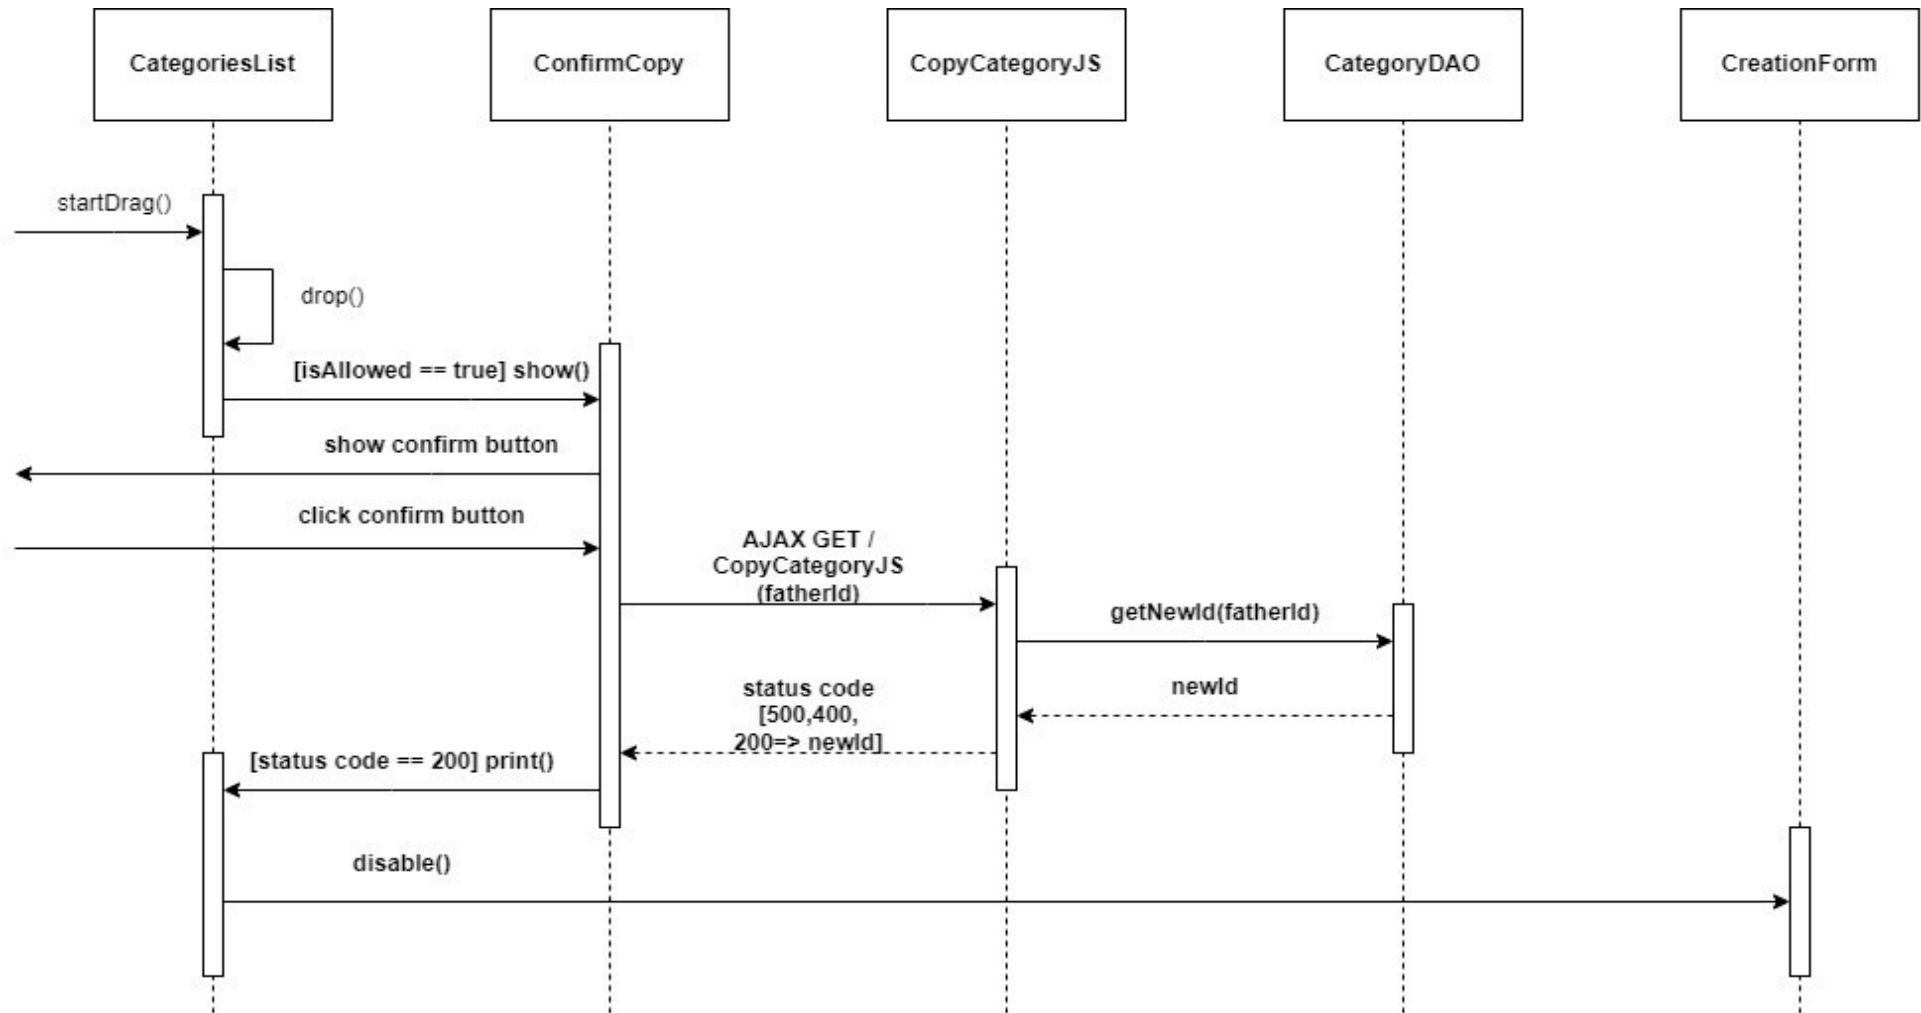 CategoriesList
ConfirmCopy
CopyCategoryJS
CategoryDAO
CreationForm
startDrag()
drop()
[isAllowed == true] show()
show confirm button
click confirm button
AJAX GET /
CopyCategoryJS
(fatherId)
getNewId(fatherId)
newId
status code
[500,400,
200=> newId]
[status code == 200] print()
disable()